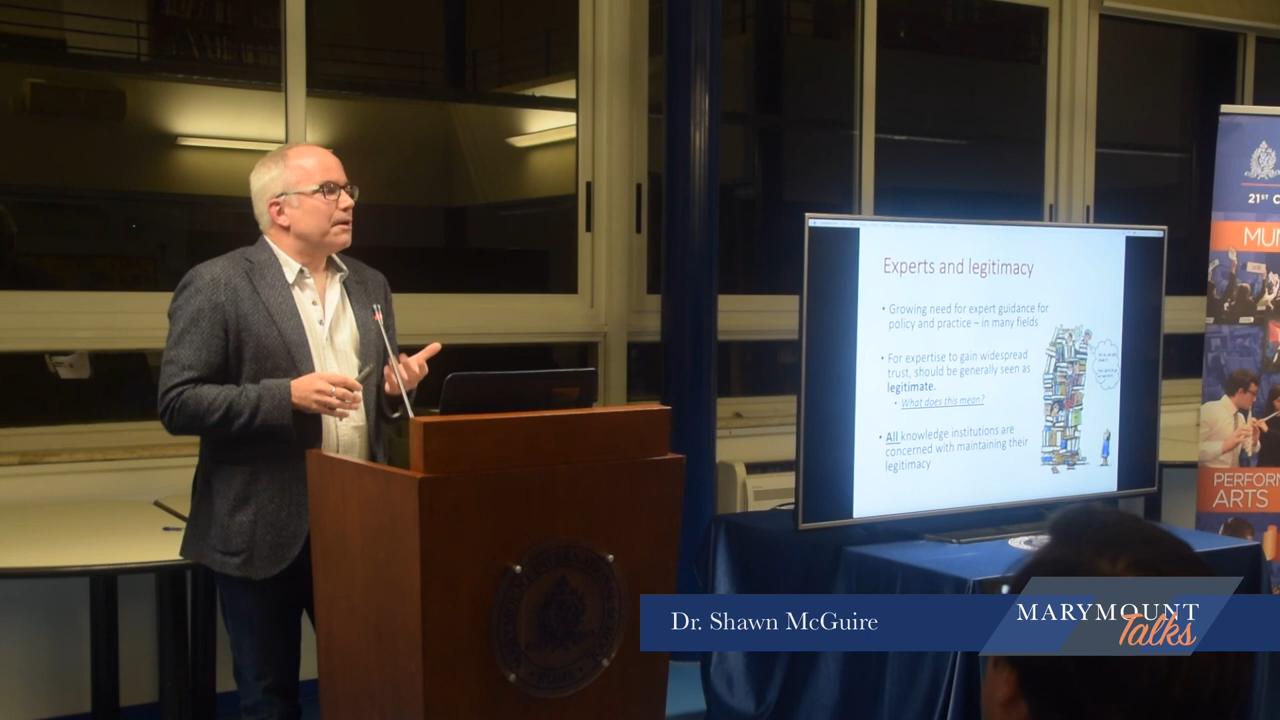 Experts and legitimacy
• Growing need for expert guidance for
policy and practice – in many fields
• For expertise to gain widespread
trust, should be generally seen as
legitimate.
• What does this mean?
• All knowledge institutions are
concerned with maintaining their
legitimacy
21ST C
MUN
PERFOR
ARTS
Dr. Shawn McGuire
MARYMOUNT
Talks